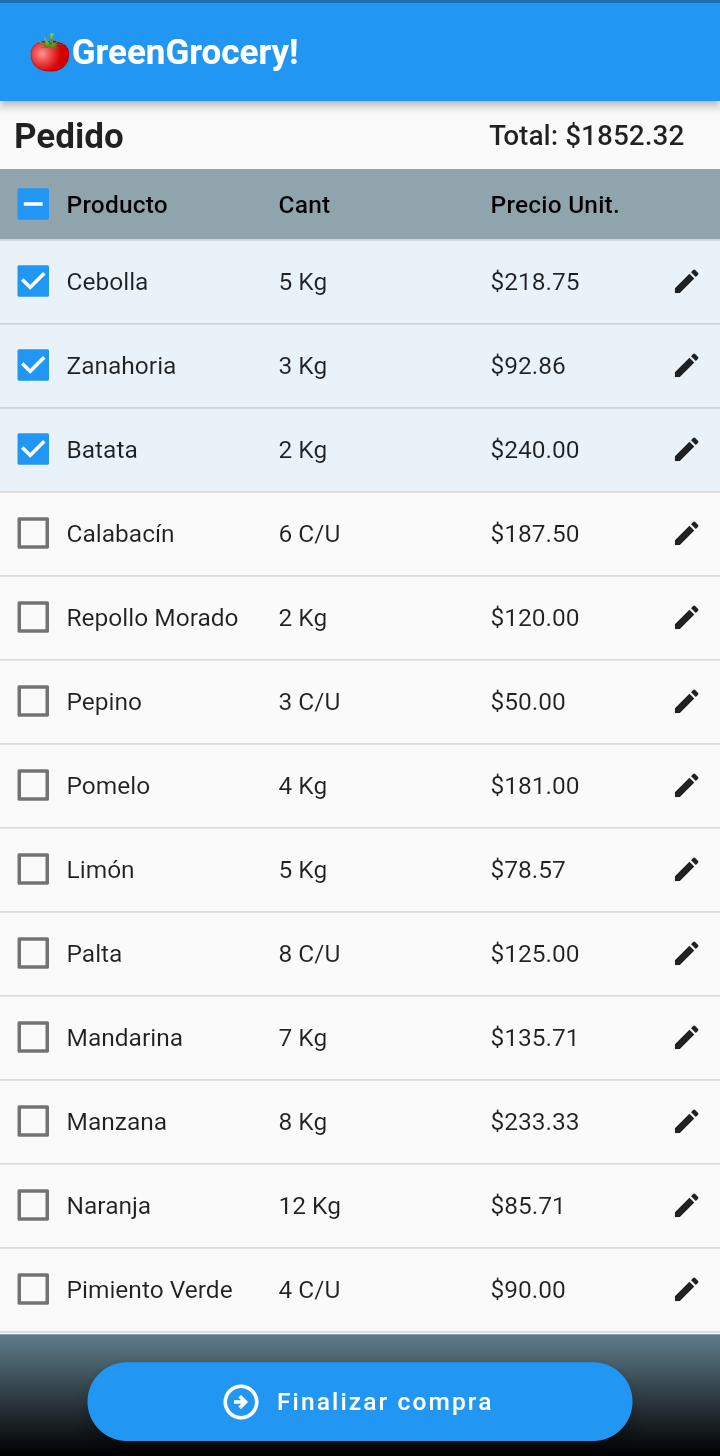 GreenGrocery!
Pedido Total: $1852.32
Producto Cant Precio Unit.
Cebolla 5 Kg $218.75
Zanahoria 3 Kg $92.86
Batata 2 Kg $240.00
Calabacín 6 C/U $187.50
Repollo Morado 2 Kg $120.00
Pepino 3 C/U $50.00
Pomelo 4 Kg $181.00
Limón 5 Kg $78.57
Palta 8 C/U $125.00
Mandarina 7 Kg $135.71
Manzana 8 Kg $233.33
Naranja 12 Kg $85.71
Pimiento Verde 4 C/U $90.00
Finalizar compra